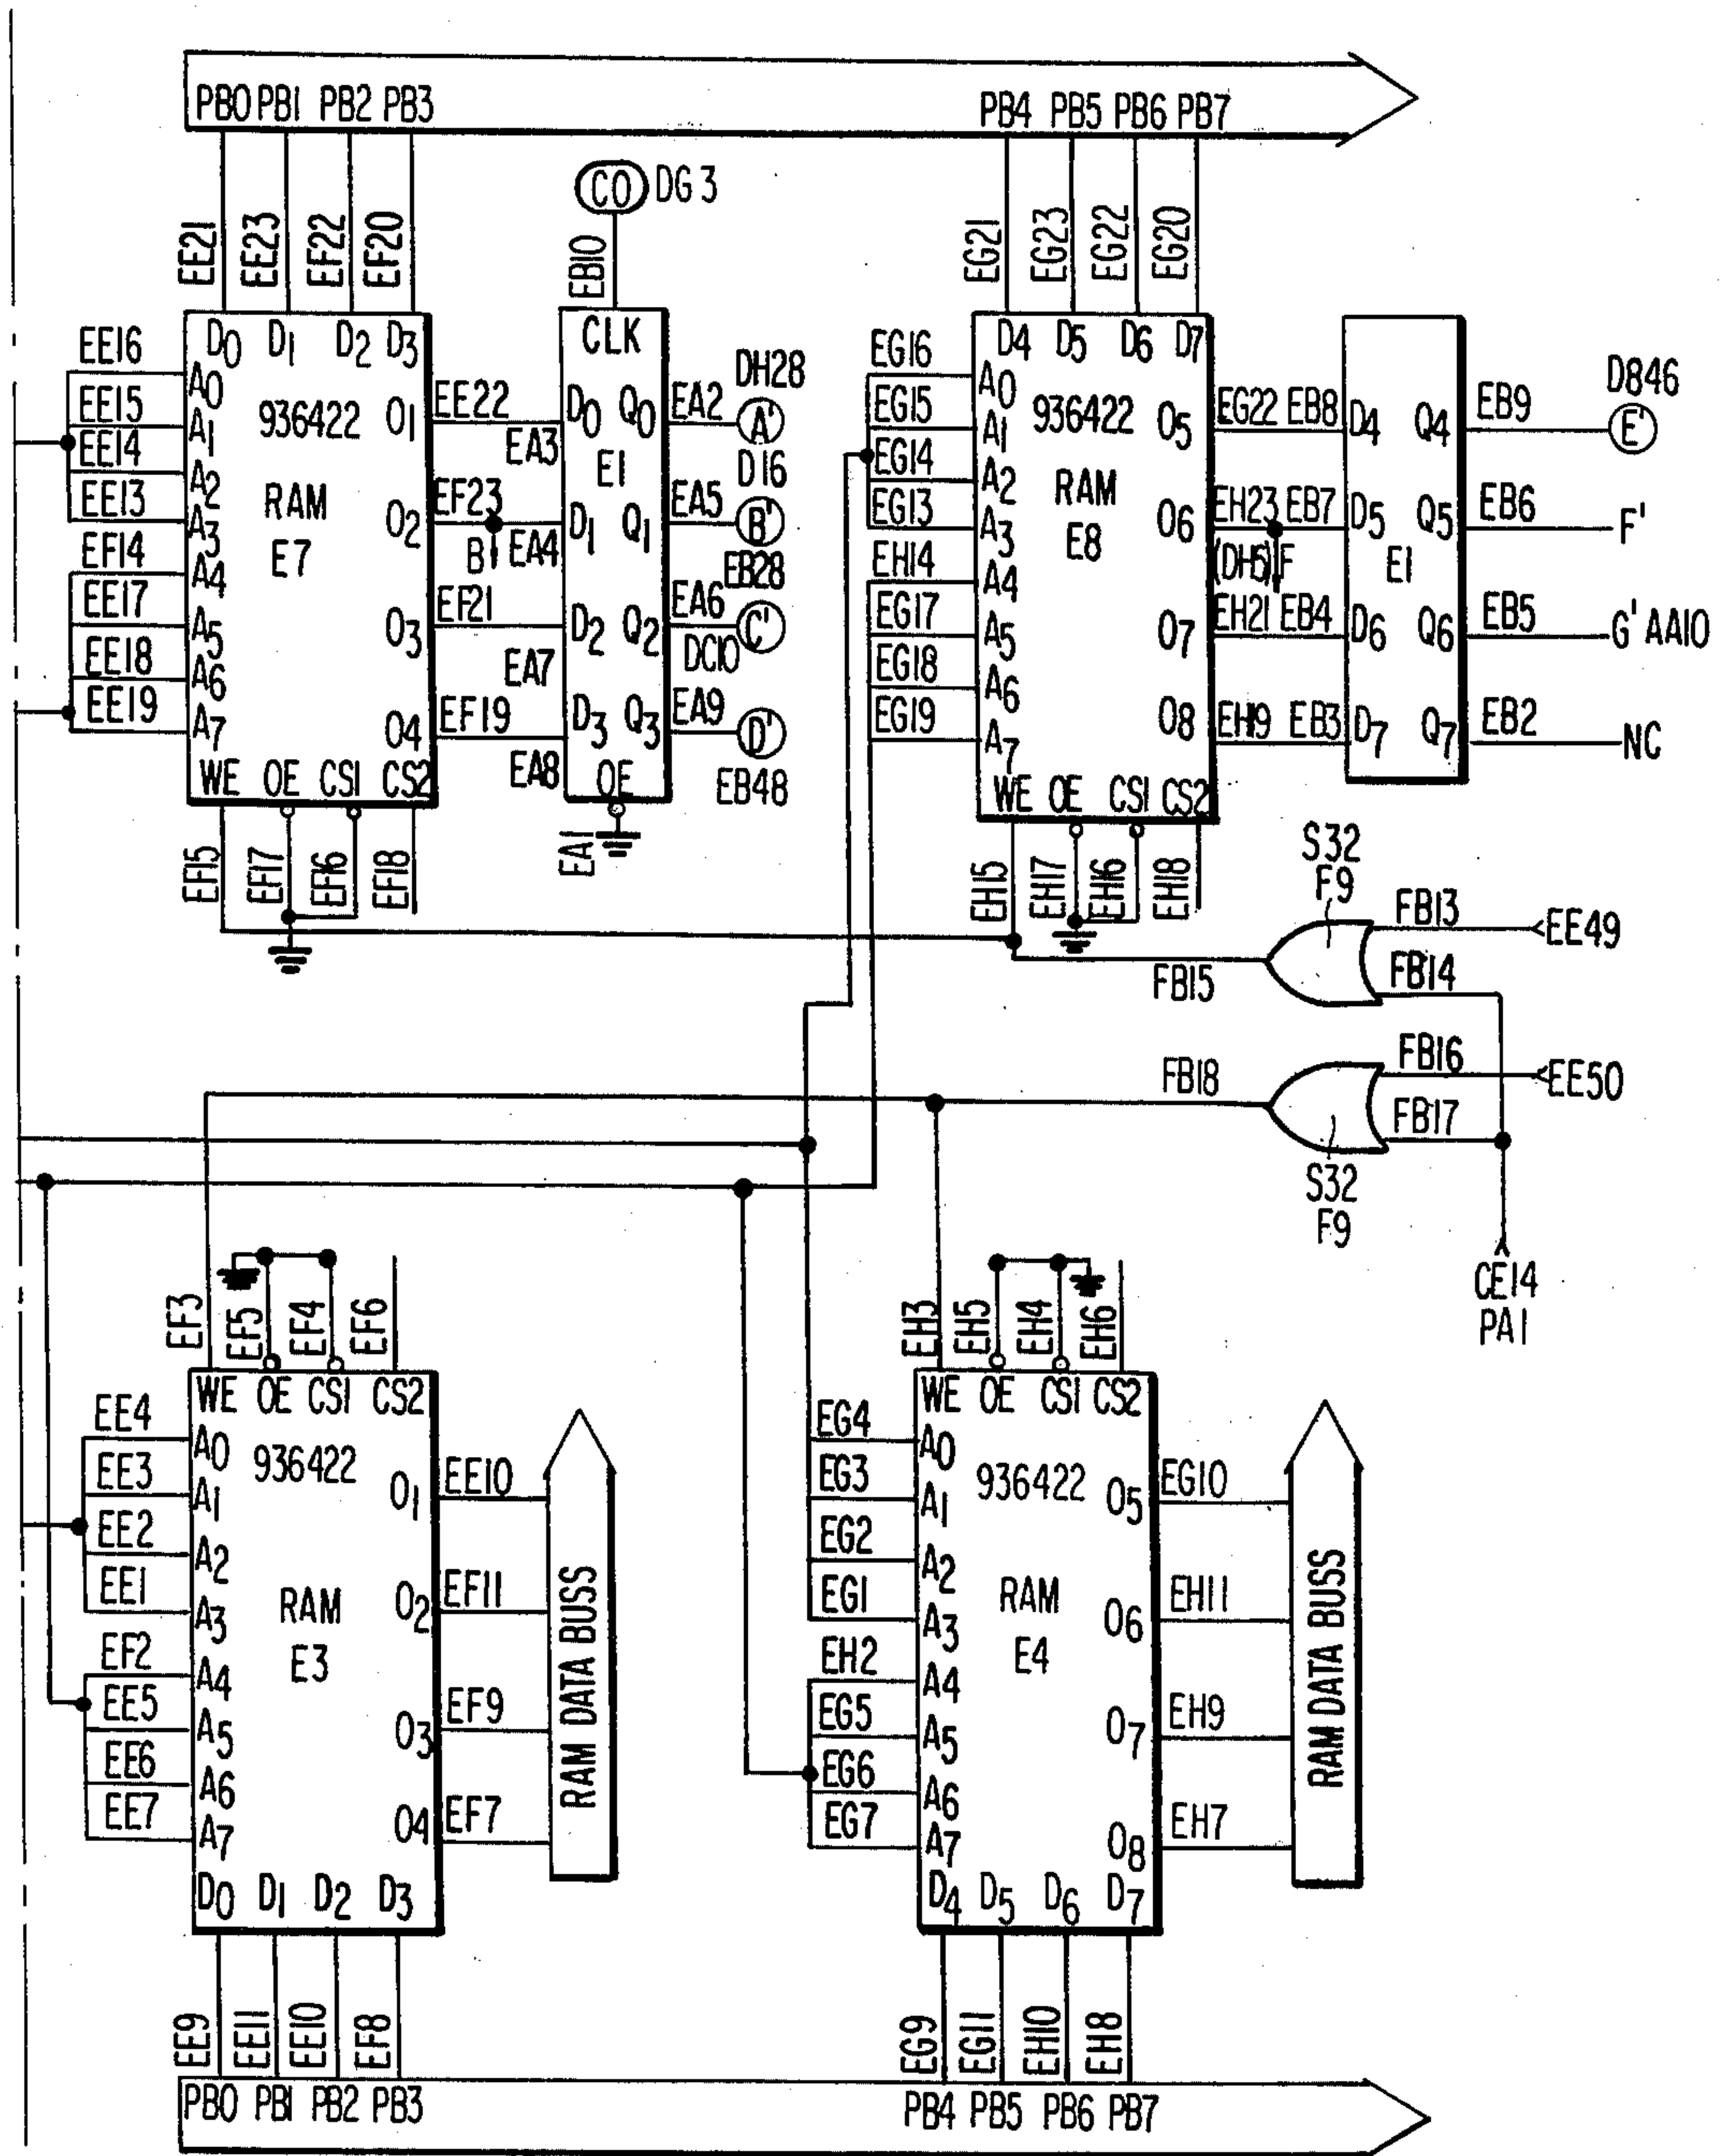 PB0 PB1 PB2 PB3
PB4 PB5 PB6 PB7
CO DG 3
EE21 EE23 EF22 EF20
EB10
EG21 EG23 EG22 EG20
D0 D1 D2 D3
CLK
D4 D5 D6 D7
EE16
EE15
EE14
EE13
EF14
EE17
EE18
EE19
A0
A1
A2
A3
A4
A5
A6
A7
936422
RAM
E7
O1
O2
O3
O4
WE OE CS1 CS2
EE22
EA3
EF23
B EA4
EF21
EA7
EF19
EA8
D0 Q0
E1
D1 Q1
D2 Q2
D3 Q3
OE
EA1
EA2
DH28
A'
D16
EA5
B'
EB28
EA6
C'
DC10
EA9
D'
EB48
EG16
EG15
EG14
EG13
EH14
EG17
EG18
EG19
A0
A1
A2
A3
A4
A5
A6
A7
936422
RAM
E8
O5
O6
O7
O8
WE OE CS1 CS2
EG22 EB8
EH23 EB7
(DH5) F
EH21 EB4
EH19 EB3
D4 Q4
D5 Q5
E1
D6 Q6
D7 Q7
EB9
D846
E'
EB6 F'
EB5 G' AA10
EB2 NC
EF15 EF17 EF16 EF18
EH15 EH17 EH16 EH18
S32
F9
FB13 EE49
FB14
FB15
FB16 EE50
FB17
FB18
S32
F9
CE14
PA1
EF3 EF5 EF4 EF6
EH3 EH5 EH4 EH6
WE OE CS1 CS2
EE4
EE3
EE2
EE1
EF2
EE5
EE6
EE7
A0
A1
A2
A3
A4
A5
A6
A7
936422
RAM
E3
O1
O2
O3
O4
D0 D1 D2 D3
EE10
EF11
EF9
EF7
RAM DATA BUSS
WE OE CS1 CS2
EG4
EG3
EG2
EG1
EH2
EG5
EG6
EG7
A0
A1
A2
A3
A4
A5
A6
A7
936422
RAM
E4
O5
O6
O7
O8
D4 D5 D6 D7
EG10
EH11
EH9
EH7
RAM DATA BUSS
EE9 EE11 EE10 EF8
EG9 EG11 EH10 EH8
PB0 PB1 PB2 PB3
PB4 PB5 PB6 PB7